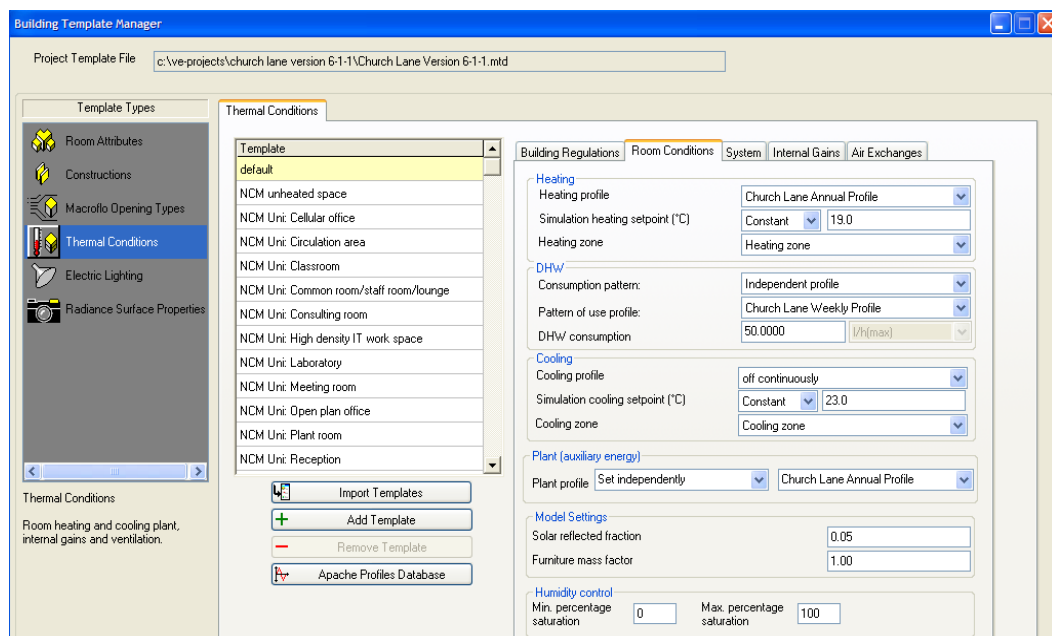 Building Template Manager
Project Template File c:\ve-projects\church lane version 6-1-1\Church Lane Version 6-1-1.mtd
Template Types
Room Attributes
Constructions
Macroflo Opening Types
Thermal Conditions
Electric Lighting
Radiance Surface Properties
Thermal Conditions
Room heating and cooling plant,
internal gains and ventilation.
Thermal Conditions
Template
default
NCM unheated space
NCM Uni: Cellular office
NCM Uni: Circulation area
NCM Uni: Classroom
NCM Uni: Common room/staff room/lounge
NCM Uni: Consulting room
NCM Uni: High density IT work space
NCM Uni: Laboratory
NCM Uni: Meeting room
NCM Uni: Open plan office
NCM Uni: Plant room
NCM Uni: Reception
Import Templates
Add Template
Remove Template
Apache Profiles Database
Building Regulations Room Conditions System Internal Gains Air Exchanges
Heating
Heating profile Church Lane Annual Profile
Simulation heating setpoint (°C) Constant 19.0
Heating zone Heating zone
DHW
Consumption pattern: Independent profile
Pattern of use profile: Church Lane Weekly Profile
DHW consumption 50.0000 l/h(max)
Cooling
Cooling profile off continuously
Simulation cooling setpoint (°C) Constant 23.0
Cooling zone Cooling zone
Plant (auxiliary energy)
Plant profile Set independently Church Lane Annual Profile
Model Settings
Solar reflected fraction 0.05
Furniture mass factor 1.00
Humidity control
Min. percentage saturation 0 Max. percentage saturation 100